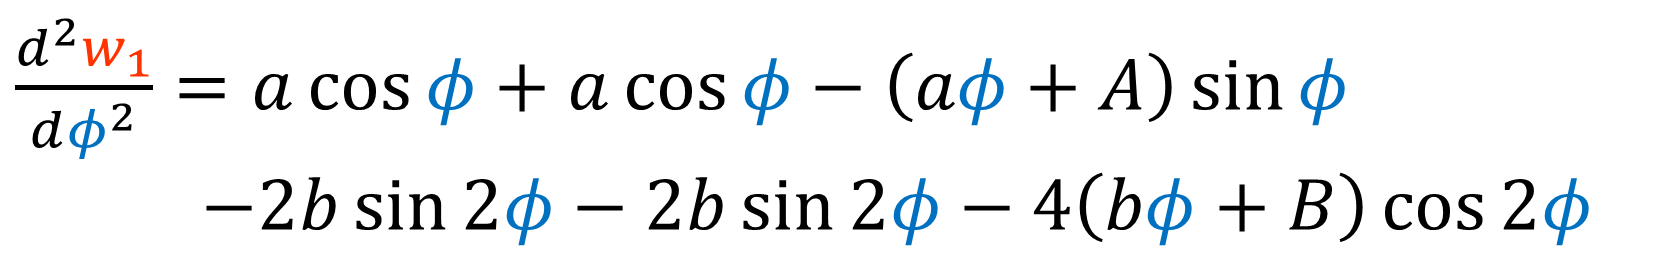 d²w₁/dϕ² = a cos ϕ + a cos ϕ − (aϕ + A) sin ϕ
−2b sin 2ϕ − 2b sin 2ϕ − 4(bϕ + B) cos 2ϕ